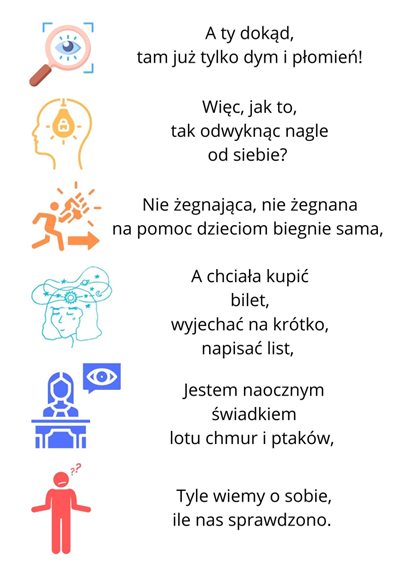 A ty dokąd,
tam już tylko dym i płomień!
Więc, jak to,
tak odwyknąc nagle
od siebie?
Nie żegnająca, nie żegnana
na pomoc dzieciom biegnie sama,
A chciała kupić
bilet,
wyjechać na krótko,
napisać list,
Jestem naocznym
świadkiem
lotu chmur i ptaków,
??
Tyle wiemy o sobie,
ile nas sprawdzono.